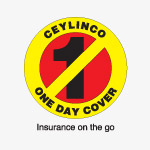 CEYLINCO
1
ONE DAY COVER
Insurance on the go